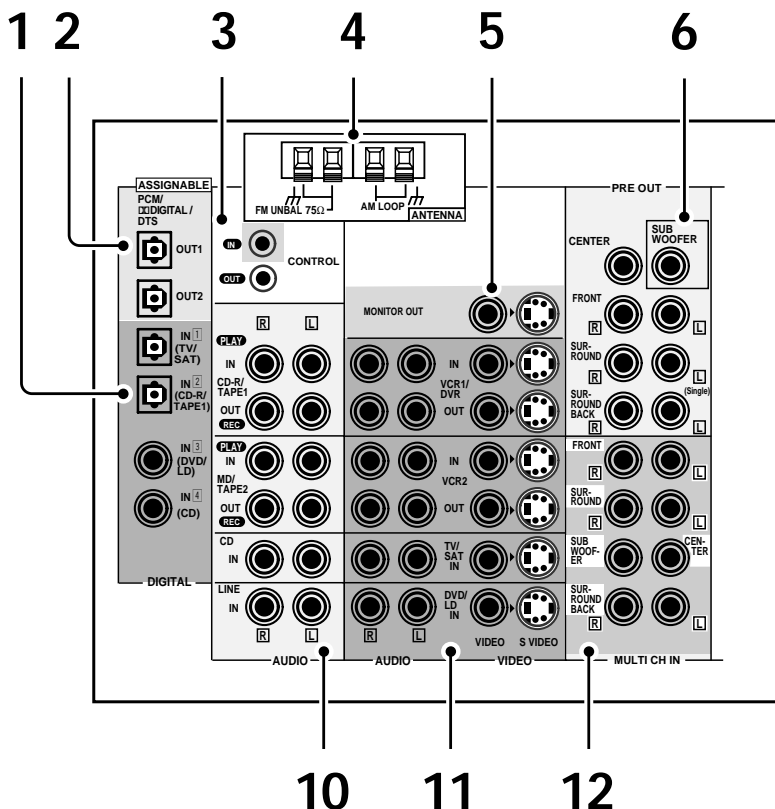 1 2 3 4 5 6
ASSIGNABLE
PCM/
DIGITAL /
DTS
OUT1
OUT2
IN 1
(TV/
SAT)
IN 2
(CD-R/
TAPE1)
IN 3
(DVD/
LD)
IN 4
(CD)
DIGITAL
FM UNBAL 75Ω
AM LOOP
ANTENNA
IN
CONTROL
OUT
R L
PLAY
IN
CD-R/
TAPE1
OUT
REC
PLAY
IN
MD/
TAPE2
OUT
REC
CD
IN
LINE
IN
R L
AUDIO
MONITOR OUT
IN
VCR1/
DVR
OUT
IN
VCR2
OUT
TV/
SAT
IN
DVD/
LD
IN
R L
VIDEO S VIDEO
AUDIO VIDEO
PRE OUT
CENTER
SUB
WOOFER
FRONT
R L
SUR-
ROUND
R L
(Single)
SUR-
ROUND
BACK
R L
FRONT
R L
SUR-
ROUND
R L
SUB
WOOF-
ER
CEN-
TER
SUR-
ROUND
BACK
R L
MULTI CH IN
10 11 12